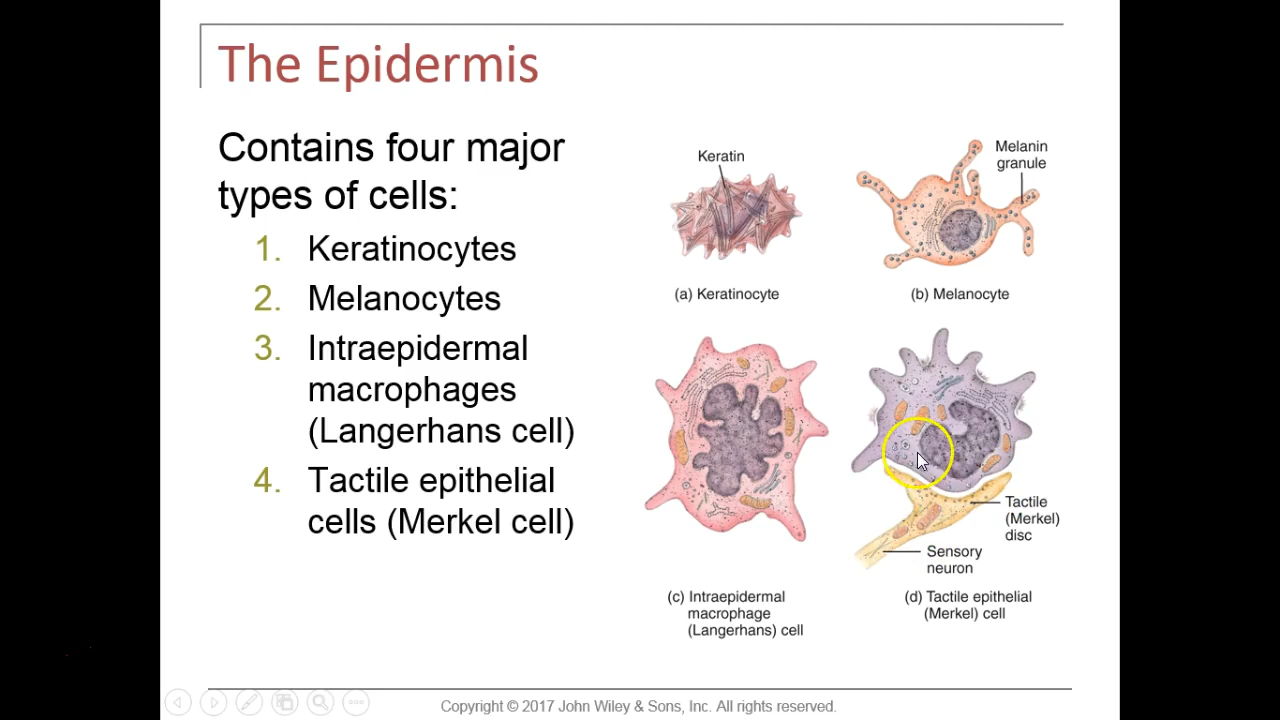 The Epidermis
Contains four major
types of cells:
1. Keratinocytes
2. Melanocytes
3. Intraepidermal
macrophages
(Langerhans cell)
4. Tactile epithelial
cells (Merkel cell)
Keratin
(a) Keratinocyte
Melanin
granule
(b) Melanocyte
(c) Intraepidermal
macrophage
(Langerhans) cell
Tactile
(Merkel)
disc
Sensory
neuron
(d) Tactile epithelial
(Merkel) cell
Copyright © 2017 John Wiley & Sons, Inc. All rights reserved.